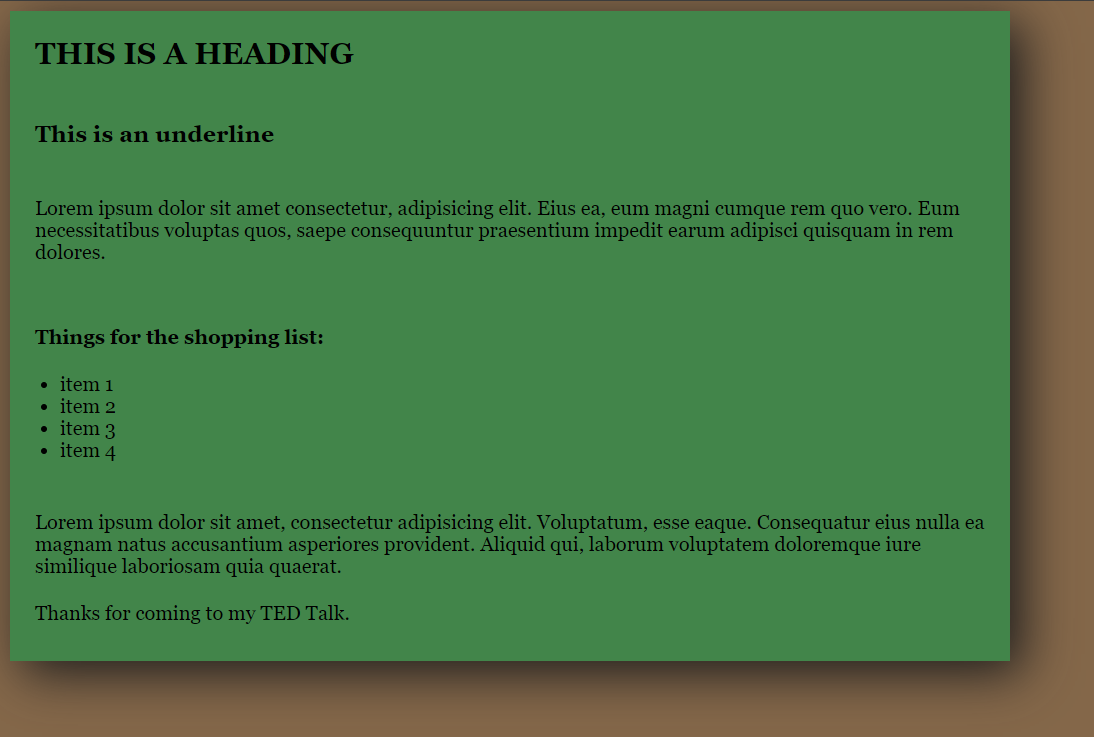 THIS IS A HEADING
This is an underline
Lorem ipsum dolor sit amet consectetur, adipisicing elit. Eius ea, eum magni cumque rem quo vero. Eum
necessitatibus voluptas quos, saepe consequuntur praesentium impedit earum adipisci quisquam in rem
dolores.
Things for the shopping list:
• item 1
• item 2
• item 3
• item 4
Lorem ipsum dolor sit amet, consectetur adipisicing elit. Voluptatum, esse eaque. Consequatur eius nulla ea
magnam natus accusantium asperiores provident. Aliquid qui, laborum voluptatem doloremque iure
similique laboriosam quia quaerat.
Thanks for coming to my TED Talk.